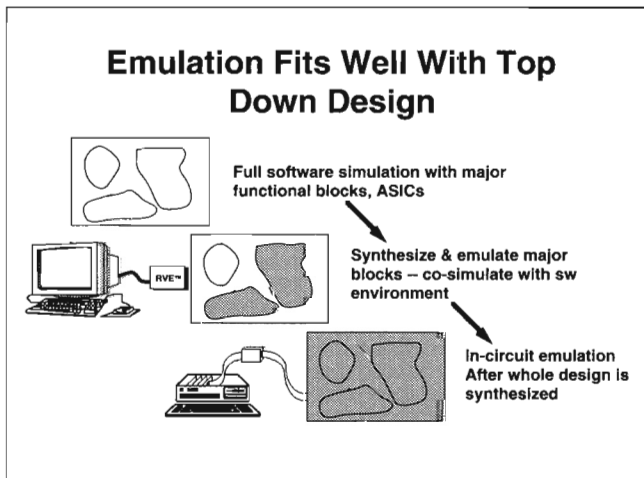 Emulation Fits Well With Top
Down Design
Full software simulation with major
functional blocks, ASICs
RVE™
Synthesize & emulate major
blocks – co-simulate with sw
environment
In-circuit emulation
After whole design is
synthesized